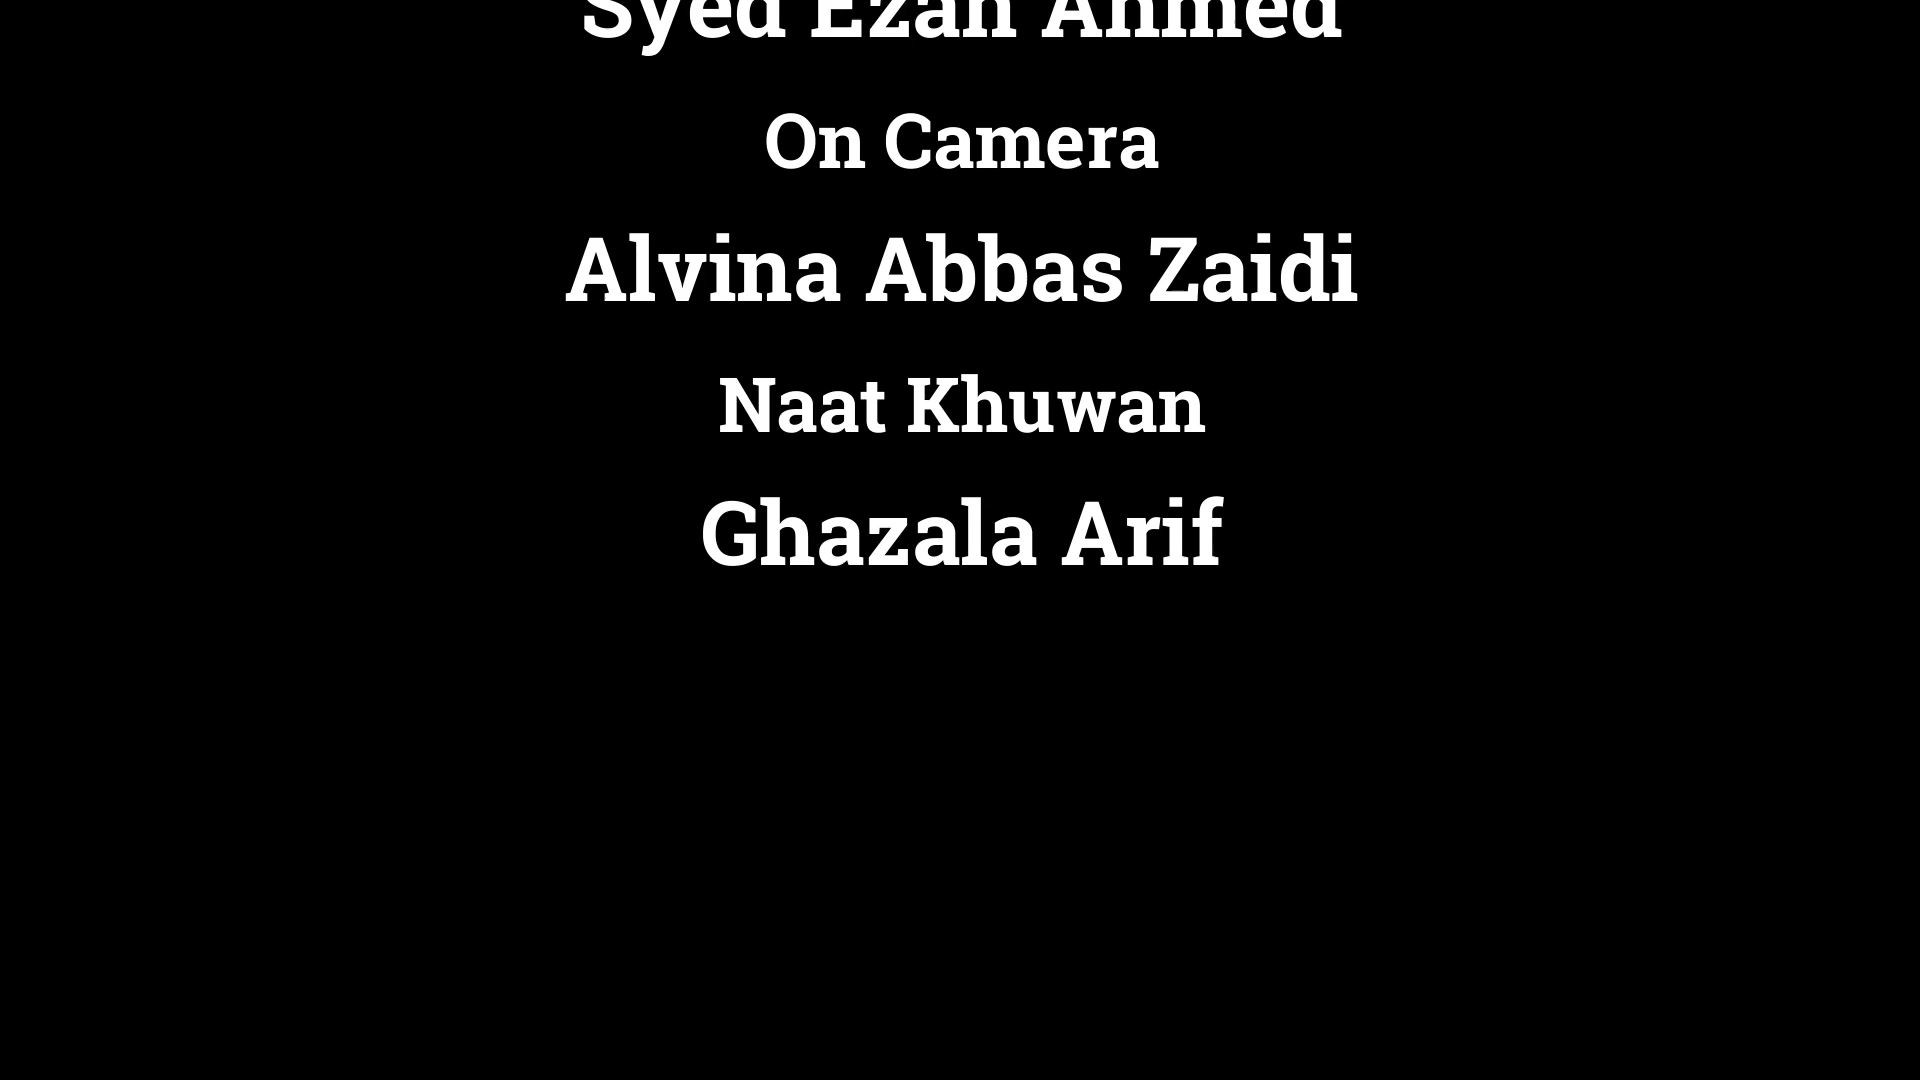 Syed Ezan Ahmed
On Camera
Alvina Abbas Zaidi
Naat Khuwan
Ghazala Arif